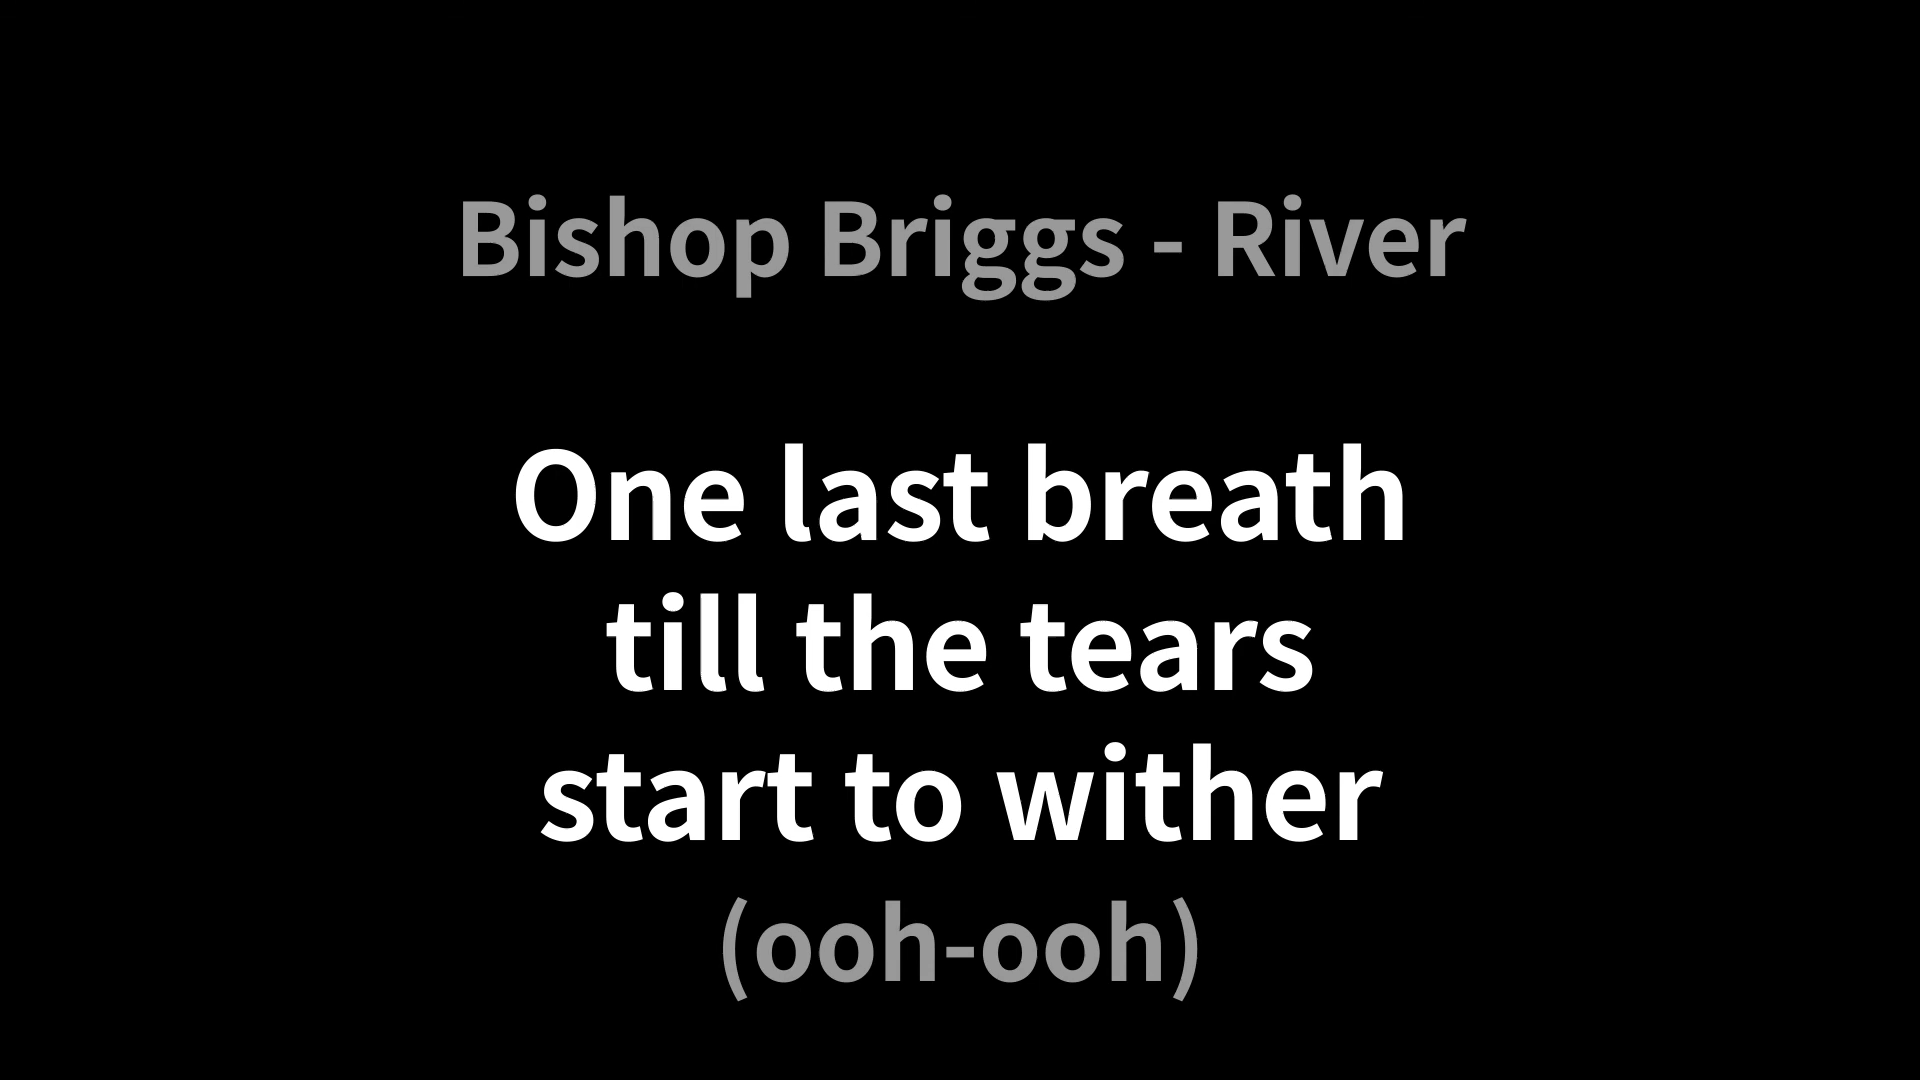 Bishop Briggs - River
One last breath
till the tears
start to wither
(ooh-ooh)